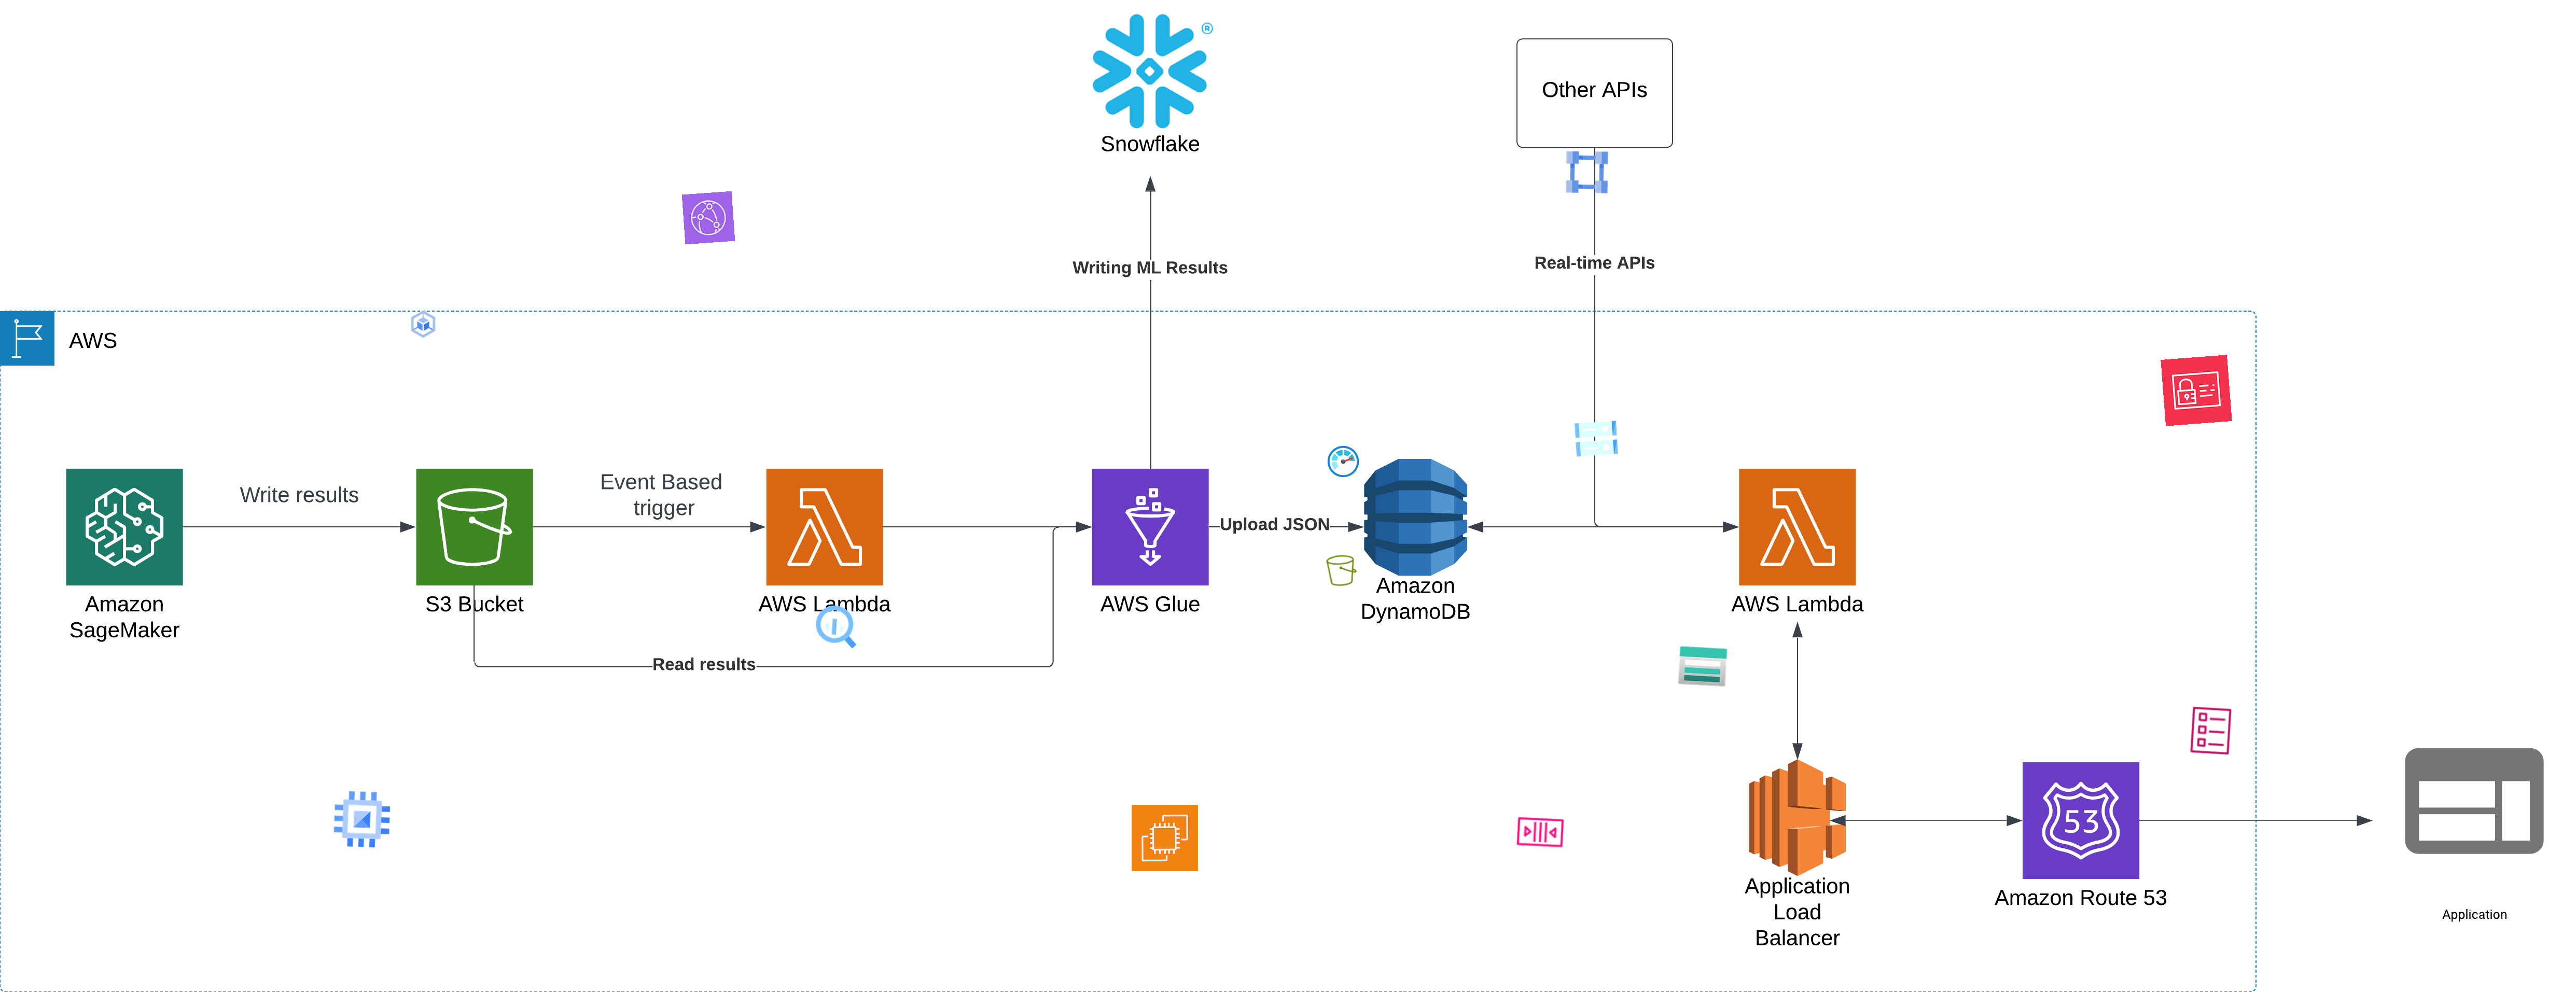 ®
Snowflake
Other APIs
Writing ML Results
Real-time APIs
AWS
Write results
Event Based
trigger
Upload JSON
Amazon
SageMaker
S3 Bucket
AWS Lambda
AWS Glue
Amazon
DynamoDB
AWS Lambda
Read results
53
Application
Load
Balancer
Amazon Route 53
Application